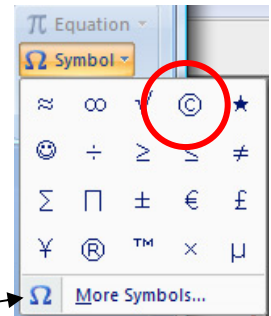 π Equation
Ω Symbol
≈ ∞ √ © ★
☺ ÷ ≥ ≤ ≠
Σ ∏ ± € £
¥ ® ™ × µ
Ω More Symbols...